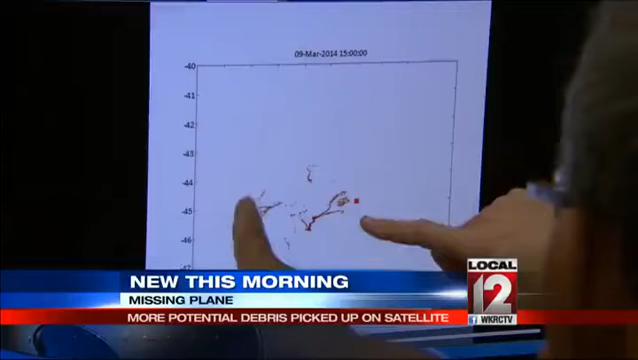 09-Mar-2014 15:00:00
-40
-41
-42
-43
-44
-45
-46
-47
NEW THIS MORNING
MISSING PLANE
MORE POTENTIAL DEBRIS PICKED UP ON SATELLITE
LOCAL
12
f WKRCTV